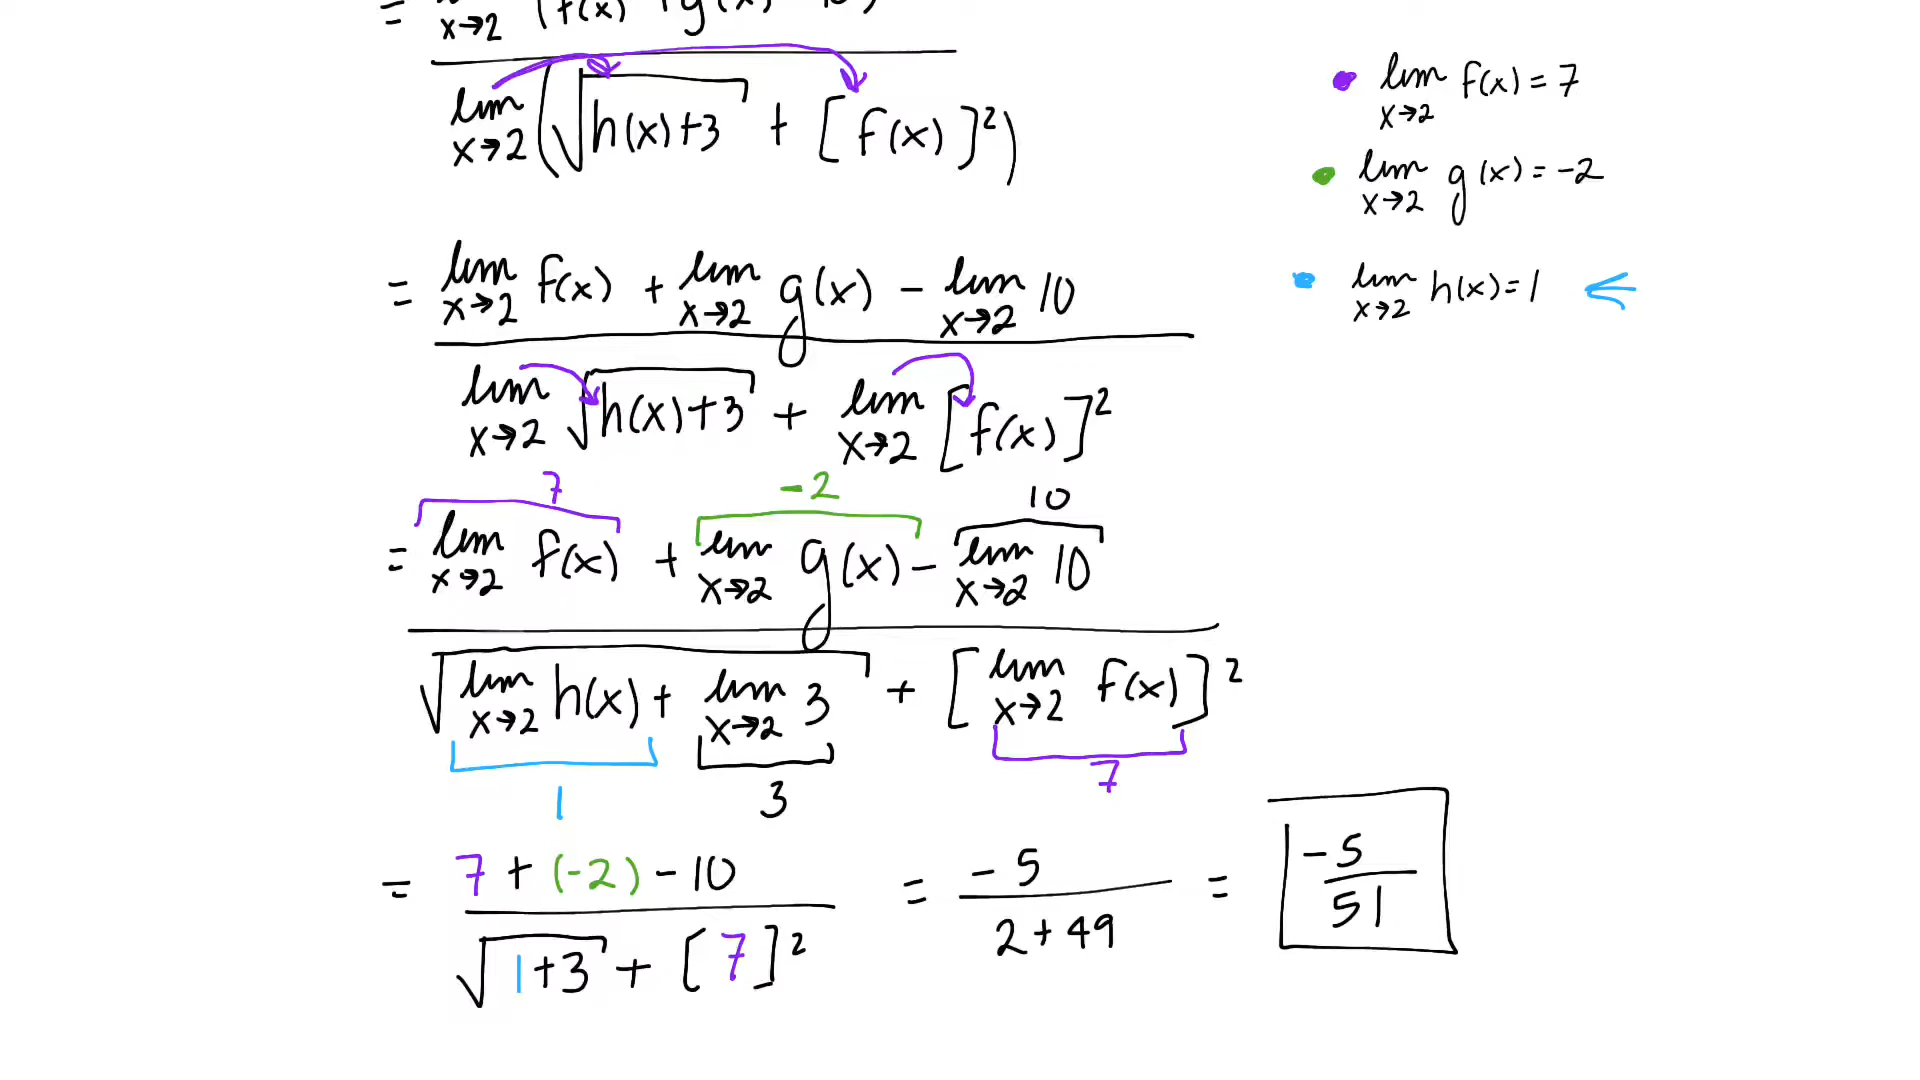 = lim x→2 (f(x) + g(x) - 10)
lim x→2 (√h(x)+3 + [f(x)]²)
= lim x→2 f(x) + lim x→2 g(x) - lim x→2 10
lim x→2 √h(x)+3 + lim x→2 [f(x)]²
7 -2 10
= lim x→2 f(x) + lim x→2 g(x) - lim x→2 10
√lim x→2 h(x) + lim x→2 3 + [lim x→2 f(x)]²
1 3 7
= 7 + (-2) - 10 = -5 = -5
√1+3 + [7]² 2+49 51
lim x→2 f(x) = 7
lim x→2 g(x) = -2
lim x→2 h(x) = 1